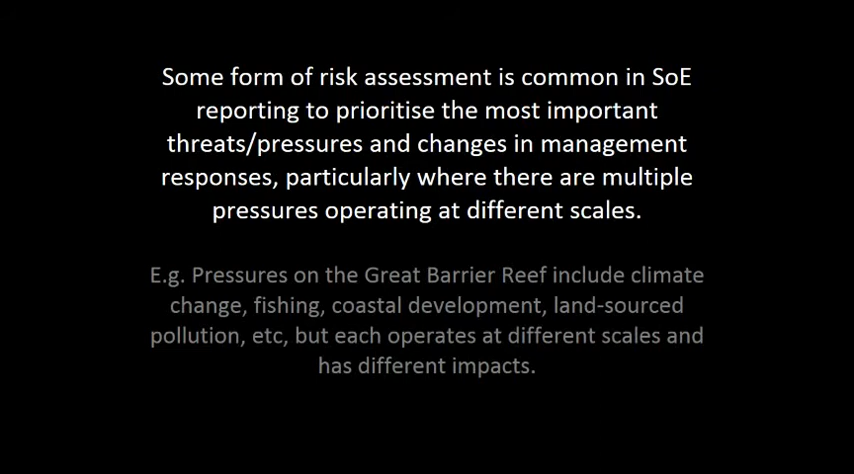 Some form of risk assessment is common in SoE
reporting to prioritise the most important
threats/pressures and changes in management
responses, particularly where there are multiple
pressures operating at different scales.
E.g. Pressures on the Great Barrier Reef include climate
change, fishing, coastal development, land-sourced
pollution, etc, but each operates at different scales and
has different impacts.